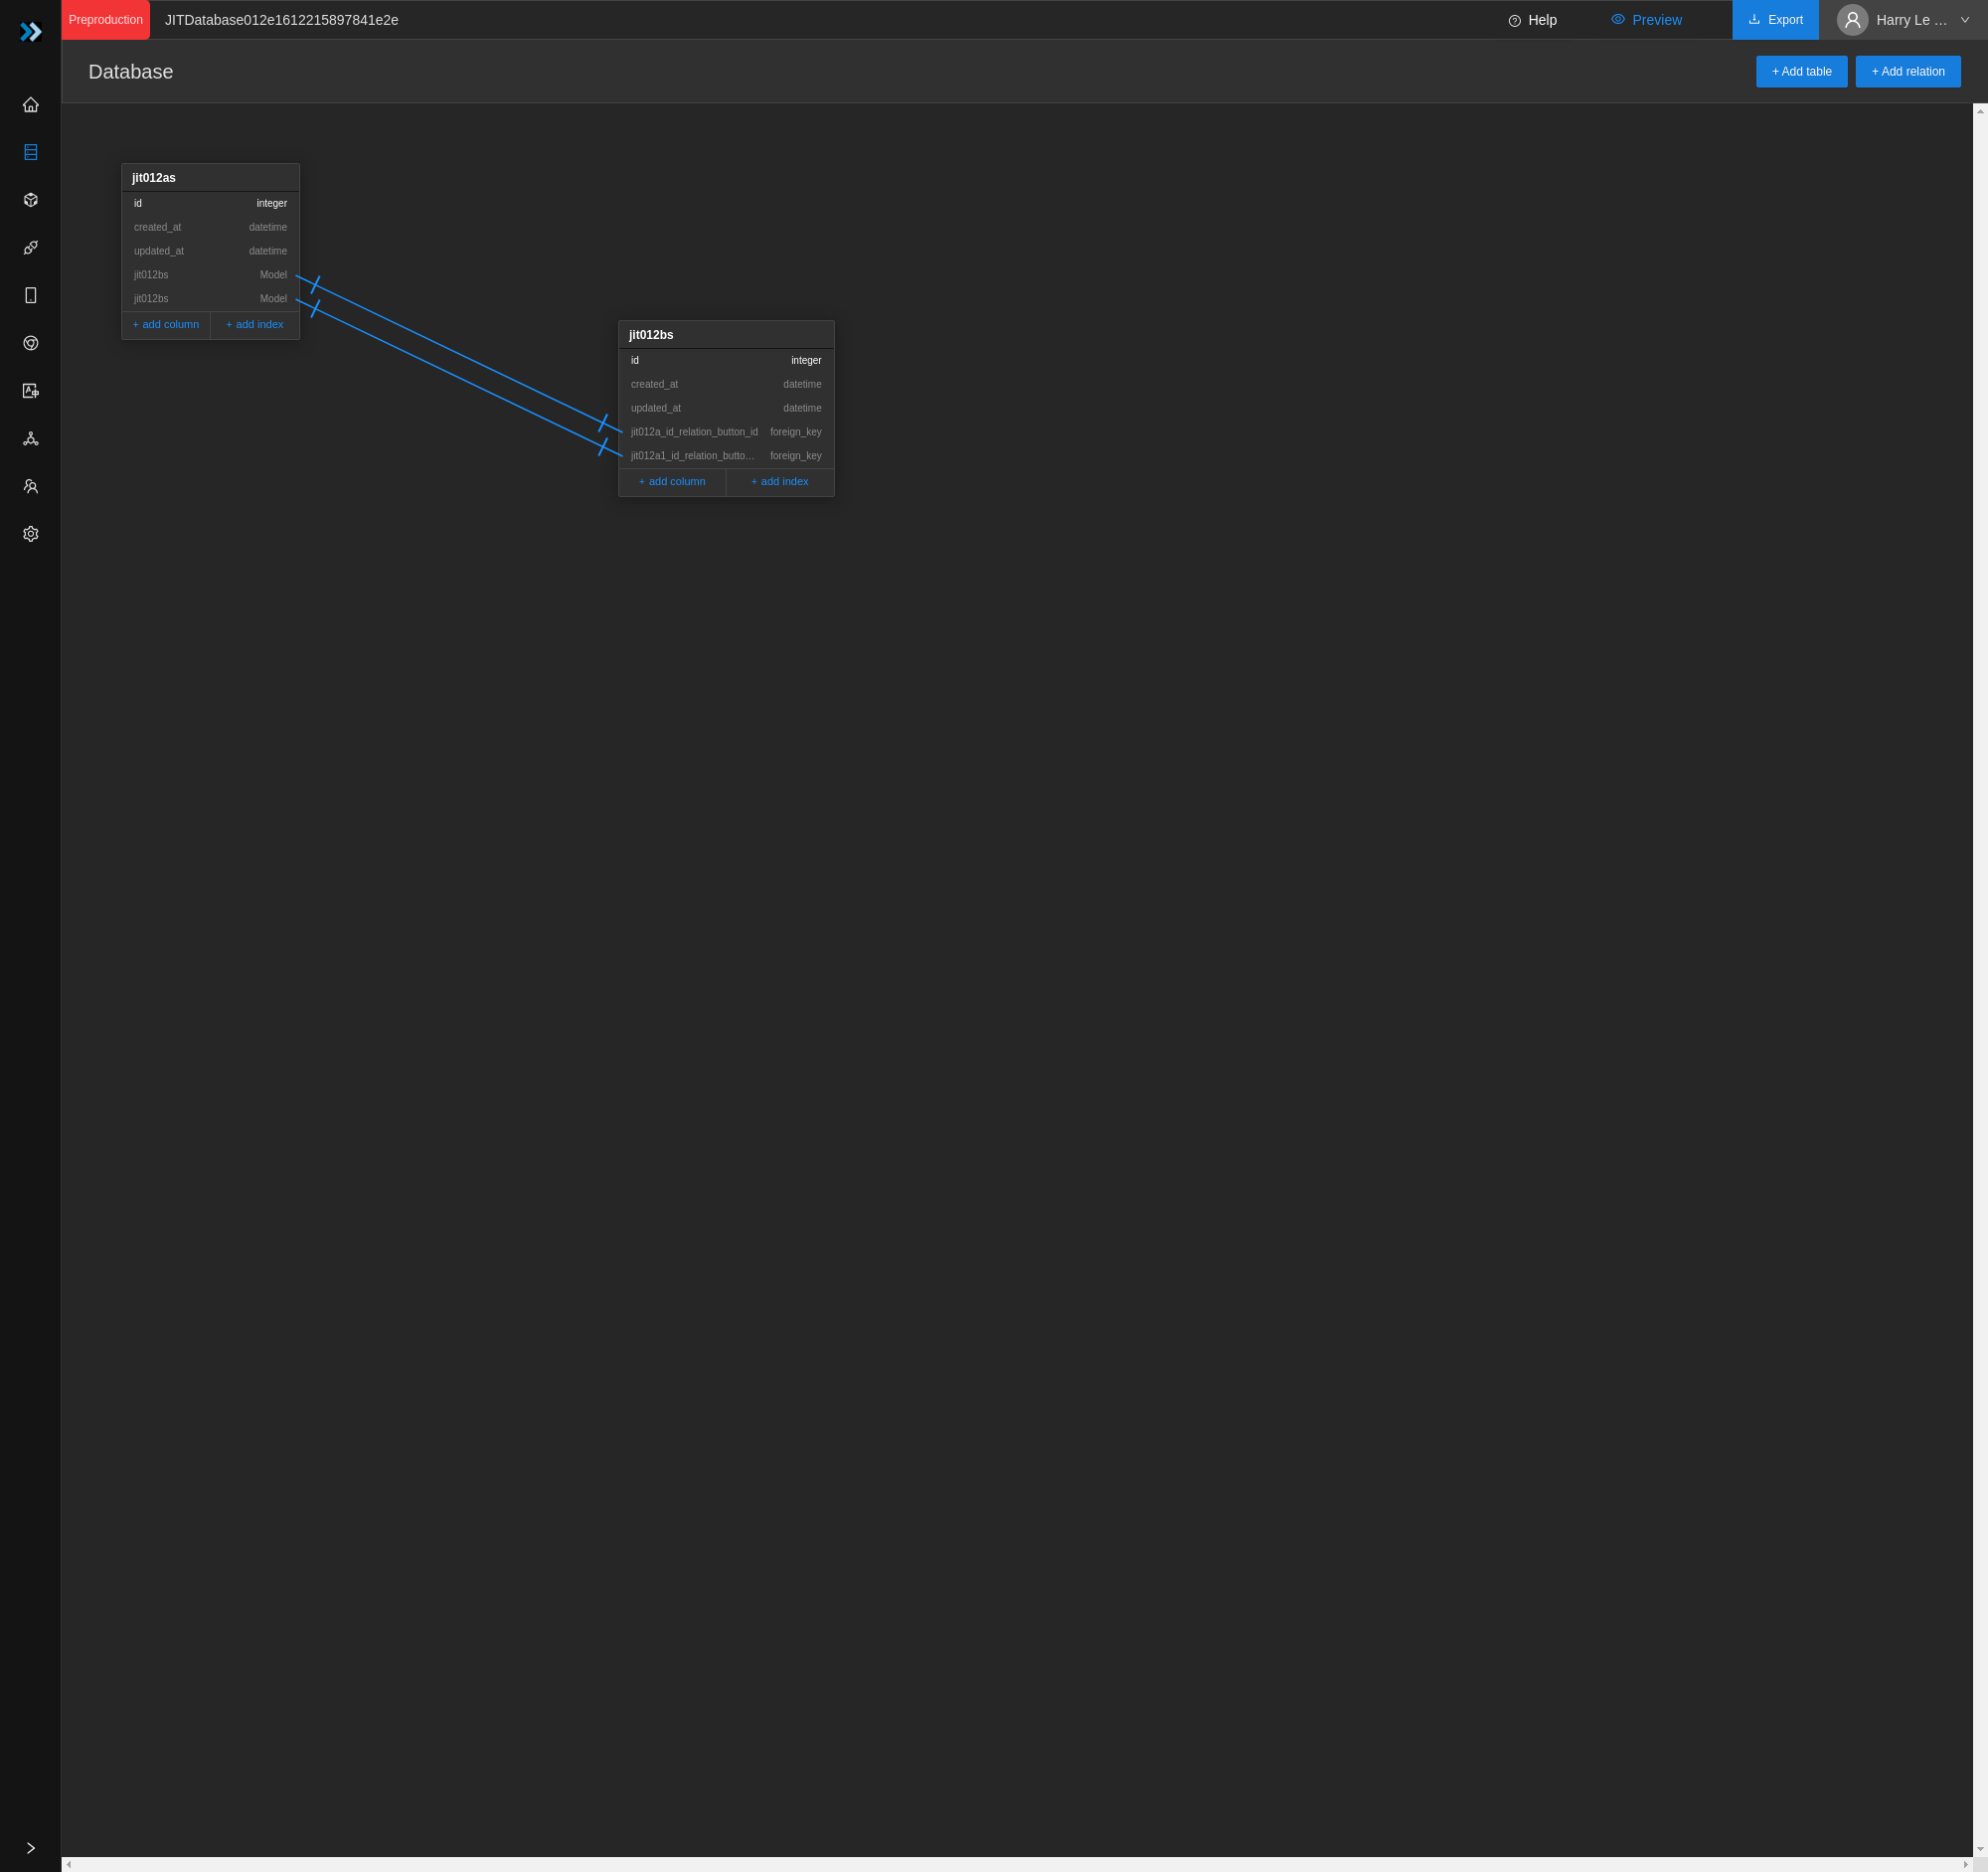 Preproduction JITDatabase012e1612215897841e2e Help Preview Export Harry Le ...
Database + Add table + Add relation
jit012as
id integer
created_at datetime
updated_at datetime
jit012bs Model
jit012bs Model
+ add column + add index
jit012bs
id integer
created_at datetime
updated_at datetime
jit012a_id_relation_button_id foreign_key
jit012a1_id_relation_butto... foreign_key
+ add column + add index